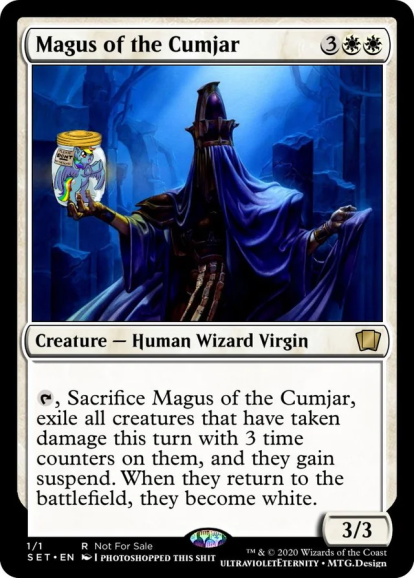 Magus of the Cumjar 3
Creature — Human Wizard Virgin
, Sacrifice Magus of the Cumjar,
exile all creatures that have taken
damage this turn with 3 time
counters on them, and they gain
suspend. When they return to the
battlefield, they become white.
3/3
1/1 R Not For Sale
SET • EN I PHOTOSHOPPED THIS SHIT
™ & © 2020 Wizards of the Coast
ULTRAVIOLETETERNITY • MTG.Design